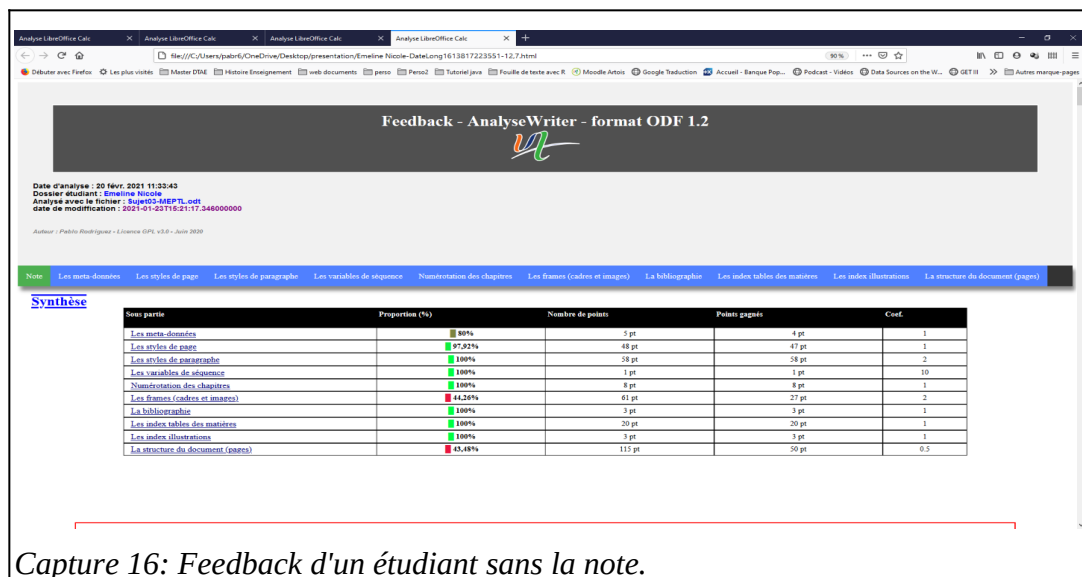 Analyse LibreOffice Calc Analyse LibreOffice Calc Analyse LibreOffice Calc Analyse LibreOffice Calc Analyse LibreOffice Calc
file:///C:/Users/pabr6/OneDrive/Desktop/presentation/Emeline Nicole-DateLong1613817223551-12,7.html 90%
Débuter avec Firefox Les plus visités Master DTAE Histoire Enseignement web documents perso Perso2 Tutoriel java Fouille de texte avec R Moodle Artois Google Traduction Accueil - Banque Pop... Podcast - Vidéos Data Sources on the W... GET II Autres marque-pages
Feedback - AnalyseWriter - format ODF 1.2
Date d'analyse : 20 févr. 2021 11:33:43
Dossier étudiant : Emeline Nicole
Analysé avec le fichier : Sujet03-MEPTL.odt
date de modiffication : 2021-01-23T15:21:17.346000000
Auteur : Pablo Rodriguez - Licence GPL v3.0 - Juin 2020
Note Les meta-données Les styles de page Les styles de paragraphe Les variables de séquence Numérotation des chapitres Les frames (cadres et images) La bibliographie Les index tables des matières Les index illustrations La structure du document (pages)
Synthèse
Sous partie Proportion (%) Nombre de points Points gagnés Coef.
Les meta-données 80% 5 pt 4 pt 1
Les styles de page 97,92% 48 pt 47 pt 1
Les styles de paragraphe 100% 58 pt 58 pt 2
Les variables de séquence 100% 1 pt 1 pt 10
Numérotation des chapitres 100% 8 pt 8 pt 1
Les frames (cadres et images) 44,26% 61 pt 27 pt 2
La bibliographie 100% 3 pt 3 pt 1
Les index tables des matières 100% 20 pt 20 pt 1
Les index illustrations 100% 3 pt 3 pt 1
La structure du document (pages) 43,48% 115 pt 50 pt 0.5
Capture 16: Feedback d'un étudiant sans la note.